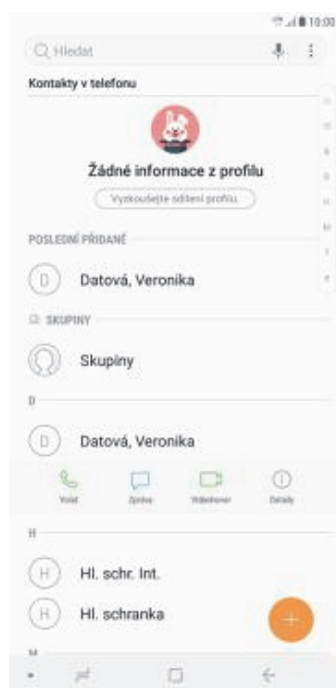 10:00
Hledat
Kontakty v telefonu
Žádné informace z profilu
Vyzkoušejte sdílení profilu.
POSLEDNÍ PŘIDANÉ
D Datová, Veronika
SKUPINY
Skupiny
D
D Datová, Veronika
Volat Zpráva Videohovor Detaily
H
H Hl. schr. Int.
H Hl. schranka
M